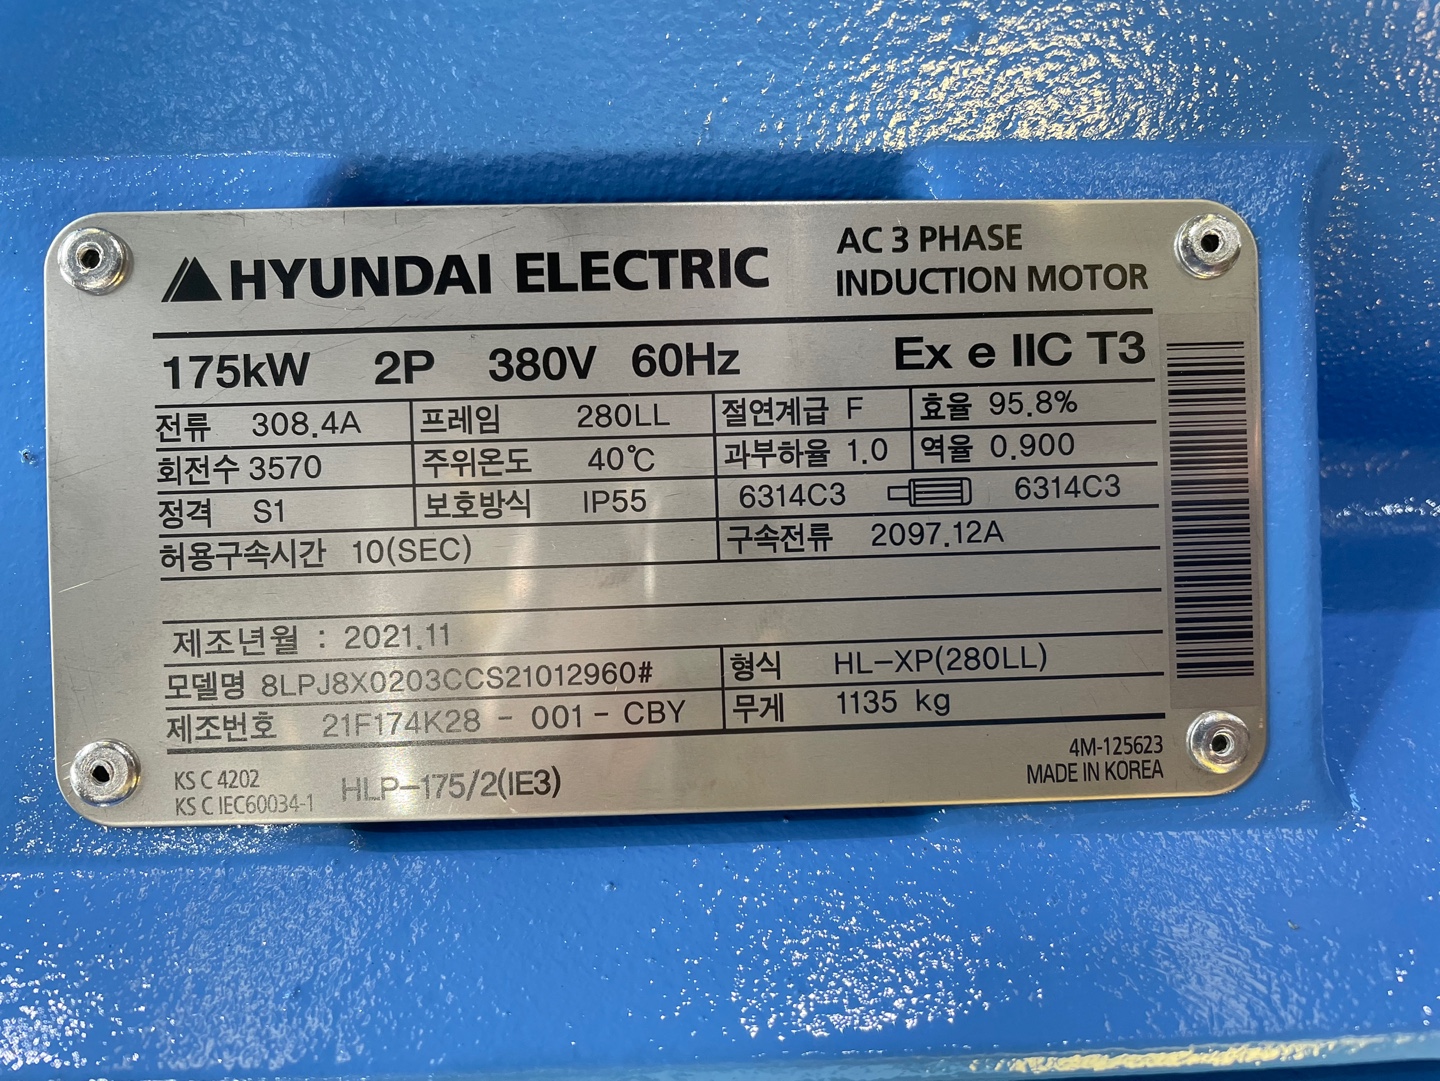 HYUNDAI ELECTRIC
AC 3 PHASE
INDUCTION MOTOR
175kW 2P 380V 60Hz Ex e IIC T3
전류 308.4A 프레임 280LL 절연계급 F 효율 95.8%
회전수 3570 주위온도 40℃ 과부하율 1.0 역율 0.900
정격 S1 보호방식 IP55 6314C3 6314C3
허용구속시간 10(SEC) 구속전류 2097.12A
제조년월 : 2021.11
모델명 8LPJ8X0203CCS21012960# 형식 HL-XP(280LL)
제조번호 21F174K28 - 001 - CBY 무게 1135 kg
KS C 4202
KS C IEC60034-1
HLP-175/2(IE3)
4M-125623
MADE IN KOREA